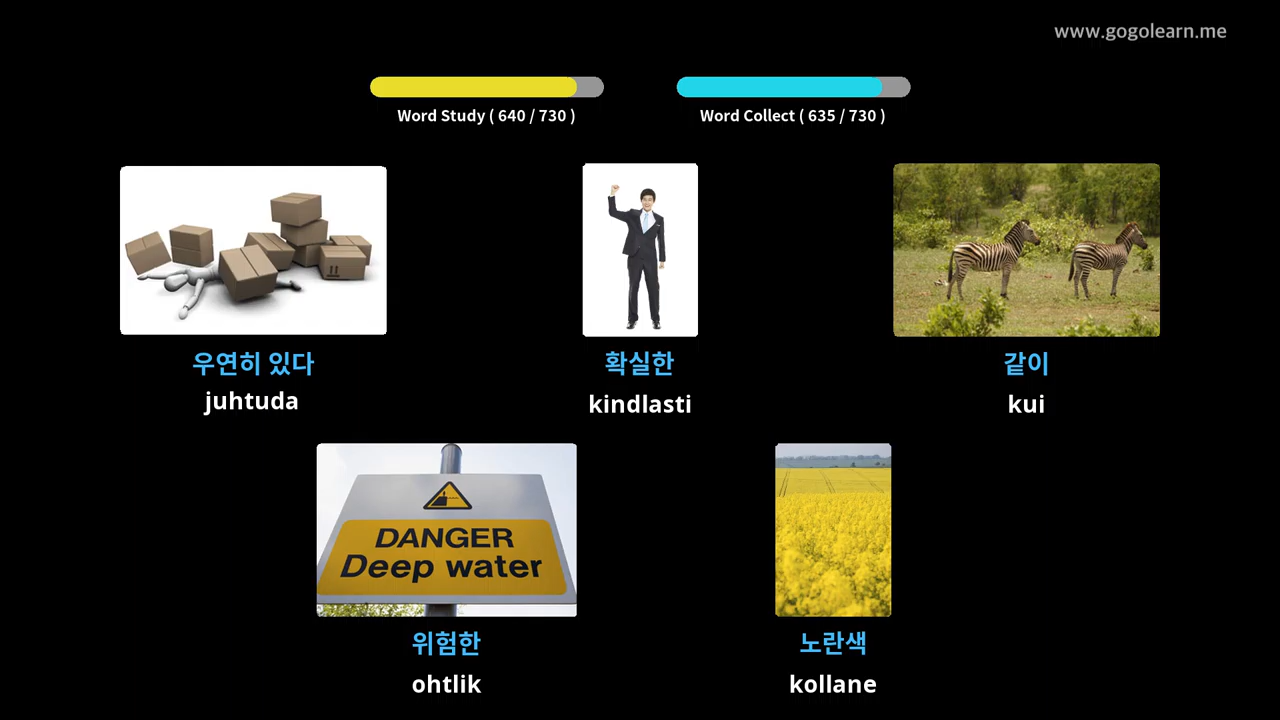 www.gogolearn.me
Word Study ( 640 / 730 )
Word Collect ( 635 / 730 )
우연히 있다
juhtuda
확실한
kindlasti
같이
kui
DANGER
Deep water
위험한
ohtlik
노란색
kollane